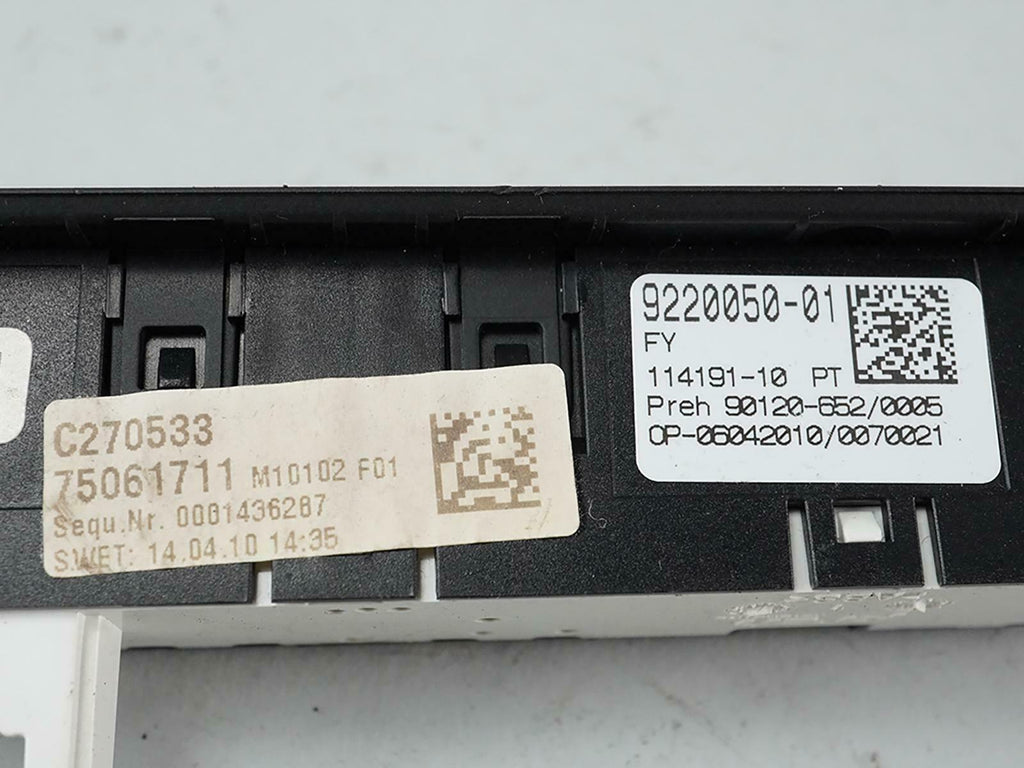 9220050-01
FY
114191-10 PT
Preh 90120-652/0005
OP-06042010/0070021
C270533
75061711 M10102 F01
Sequ.Nr. 0001436287
S.WET: 14.04.10 14:35